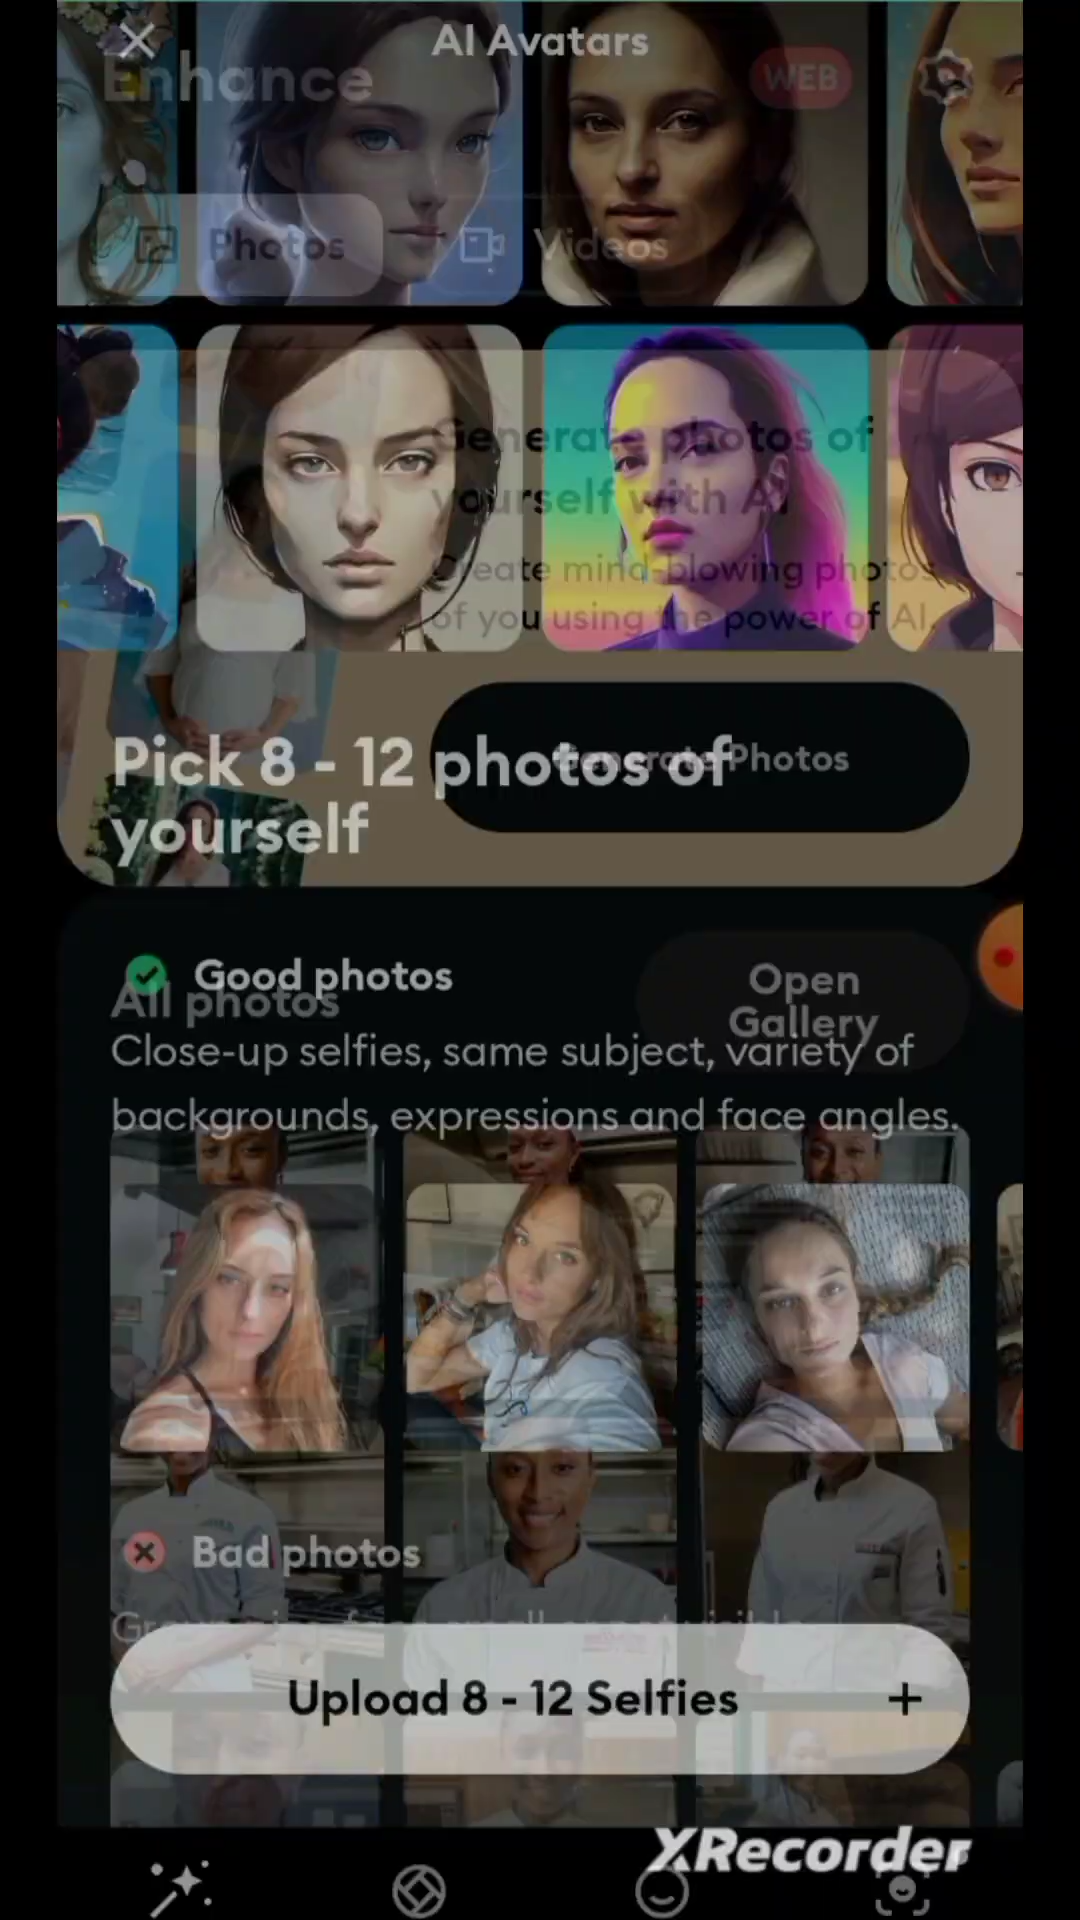 AI Avatars
Enhance
WEB
Photos
Videos
Generate photos of
yourself with AI
Create mind-blowing photos
of you using the power of AI.
Generate Photos
Pick 8 - 12 photos of
yourself
Good photos
All photos
Open
Gallery
Close-up selfies, same subject, variety of
backgrounds, expressions and face angles.
Bad photos
Upload 8 - 12 Selfies
XRecorder